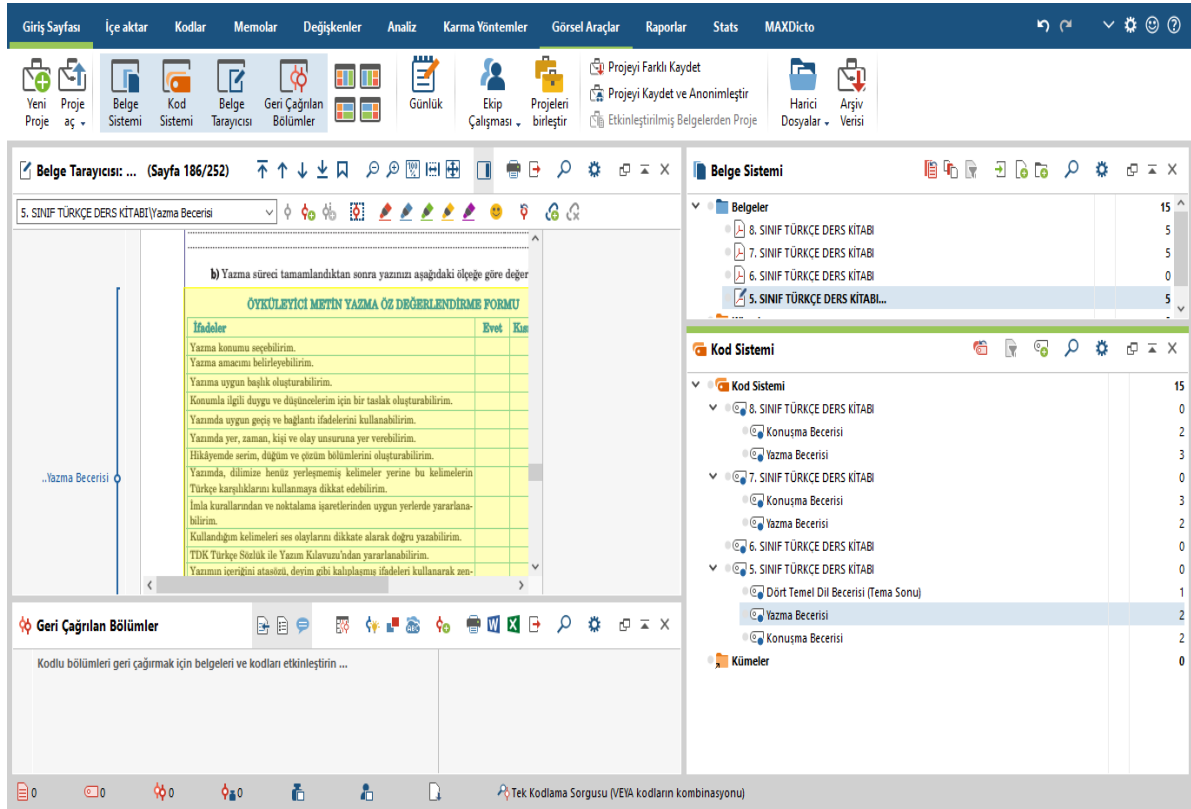 Giriş Sayfası İçe aktar Kodlar Memolar Değişkenler Analiz Karma Yöntemler Görsel Araçlar Raporlar Stats MAXDicto
Yeni Proje
Proje aç
Belge Sistemi
Kod Sistemi
Belge Tarayıcısı
Geri Çağrılan Bölümler
Günlük
Ekip Çalışması
Projeleri birleştir
Projeyi Farklı Kaydet
Projeyi Kaydet ve Anonimleştir
Etkinleştirilmiş Belgelerden Proje
Harici Dosyalar
Arşiv Verisi
Belge Tarayıcısı: ... (Sayfa 186/252)
5. SINIF TÜRKÇE DERS KİTABI\Yazma Becerisi
b) Yazma süreci tamamlandıktan sonra yazınızı aşağıdaki ölçeğe göre değer
ÖYKÜLEYİCİ METİN YAZMA ÖZ DEĞERLENDİRME FORMU
İfadeler Evet Kıs
Yazma konumu seçebilirim.
Yazma amacımı belirleyebilirim.
Yazıma uygun başlık oluşturabilirim.
Konumla ilgili duygu ve düşüncelerim için bir taslak oluşturabilirim.
Yazımda uygun geçiş ve bağlantı ifadelerini kullanabilirim.
Yazımda yer, zaman, kişi ve olay unsuruna yer verebilirim.
Hikâyemde serim, düğüm ve çözüm bölümlerini oluşturabilirim.
Yazımda, dilimize henüz yerleşmemiş kelimeler yerine bu kelimelerin
Türkçe karşılıklarını kullanmaya dikkat edebilirim.
İmla kurallarından ve noktalama işaretlerinden uygun yerlerde yararlana-
bilirim.
Kullandığım kelimeleri ses olaylarını dikkate alarak doğru yazabilirim.
TDK Türkçe Sözlük ile Yazım Kılavuzu'ndan yararlanabilirim.
Yazımın içeriğini atasözü, deyim gibi kalıplaşmış ifadeleri kullanarak zen-
..Yazma Becerisi
Geri Çağrılan Bölümler
Kodlu bölümleri geri çağırmak için belgeleri ve kodları etkinleştirin ...
Belge Sistemi
Belgeler 15
8. SINIF TÜRKÇE DERS KİTABI 5
7. SINIF TÜRKÇE DERS KİTABI 5
6. SINIF TÜRKÇE DERS KİTABI 0
5. SINIF TÜRKÇE DERS KİTABI... 5
Kod Sistemi
Kod Sistemi 15
8. SINIF TÜRKÇE DERS KİTABI 0
Konuşma Becerisi 2
Yazma Becerisi 3
7. SINIF TÜRKÇE DERS KİTABI 0
Konuşma Becerisi 3
Yazma Becerisi 2
6. SINIF TÜRKÇE DERS KİTABI 0
5. SINIF TÜRKÇE DERS KİTABI 0
Dört Temel Dil Becerisi (Tema Sonu) 1
Yazma Becerisi 2
Konuşma Becerisi 2
Kümeler 0
0 0 0 0 Tek Kodlama Sorgusu (VEYA kodların kombinasyonu)